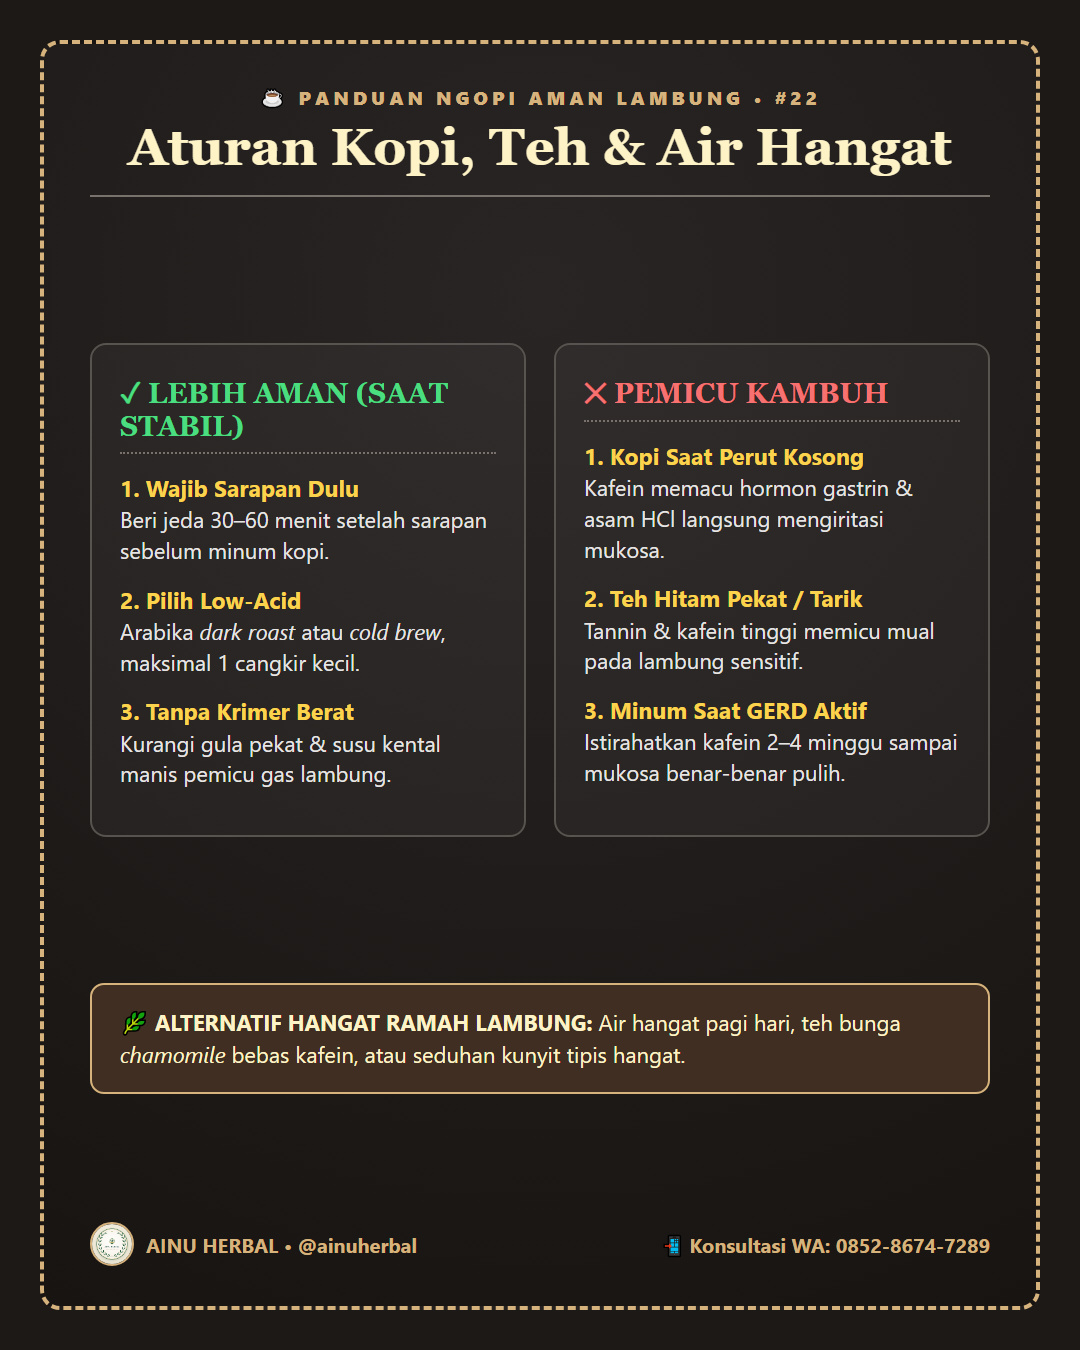 ☕ PANDUAN NGOPI AMAN LAMBUNG • #22
Aturan Kopi, Teh & Air Hangat
✓ LEBIH AMAN (SAAT
STABIL)
1. Wajib Sarapan Dulu
Beri jeda 30–60 menit setelah sarapan
sebelum minum kopi.
2. Pilih Low-Acid
Arabika dark roast atau cold brew,
maksimal 1 cangkir kecil.
3. Tanpa Krimer Berat
Kurangi gula pekat & susu kental
manis pemicu gas lambung.
✕ PEMICU KAMBUH
1. Kopi Saat Perut Kosong
Kafein memacu hormon gastrin &
asam HCl langsung mengiritasi
mukosa.
2. Teh Hitam Pekat / Tarik
Tannin & kafein tinggi memicu mual
pada lambung sensitif.
3. Minum Saat GERD Aktif
Istirahatkan kafein 2–4 minggu sampai
mukosa benar-benar pulih.
🌿 ALTERNATIF HANGAT RAMAH LAMBUNG: Air hangat pagi hari, teh bunga
chamomile bebas kafein, atau seduhan kunyit tipis hangat.
AINU HERBAL • @ainuherbal
📲 Konsultasi WA: 0852-8674-7289